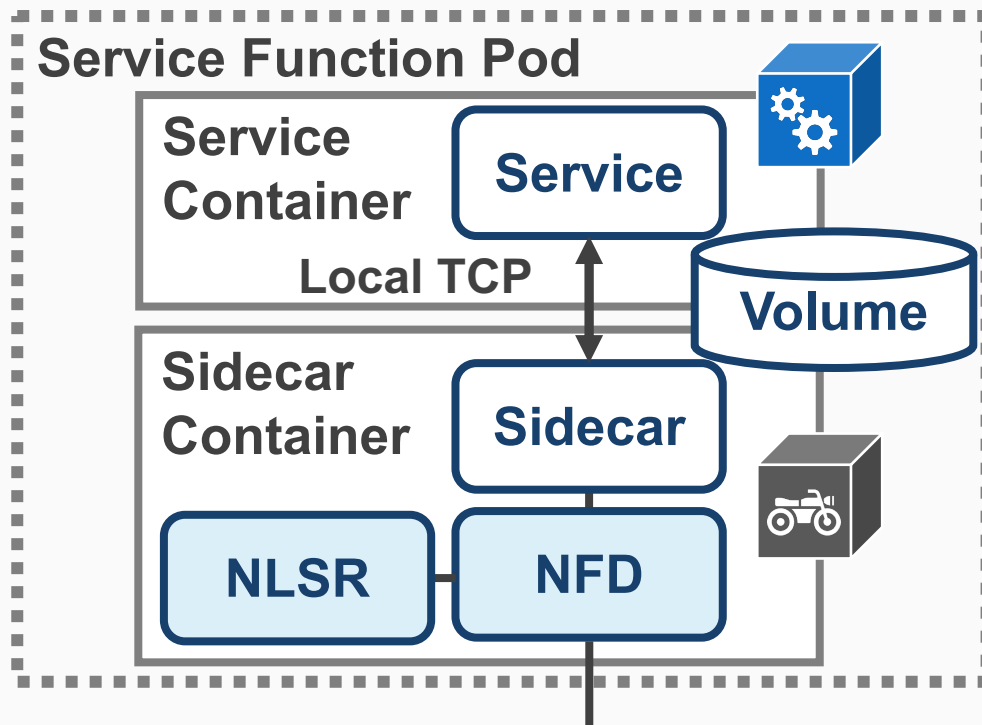 Service Function Pod
Service
Container
Service
Local TCP
Volume
Sidecar
Container
Sidecar
NLSR
NFD